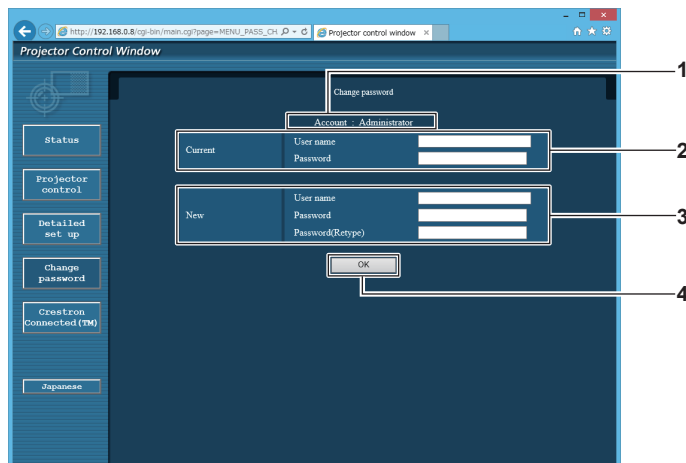 http://192.168.0.8/cgi-bin/main.cgi?page=MENU_PASS_CH
Projector control window
Projector Control Window
Change password
Account : Administrator
Current
User name
Password
New
User name
Password
Password(Retype)
OK
Status
Projector
control
Detailed
set up
Change
password
Crestron
Connected(TM)
Japanese
1
2
3
4